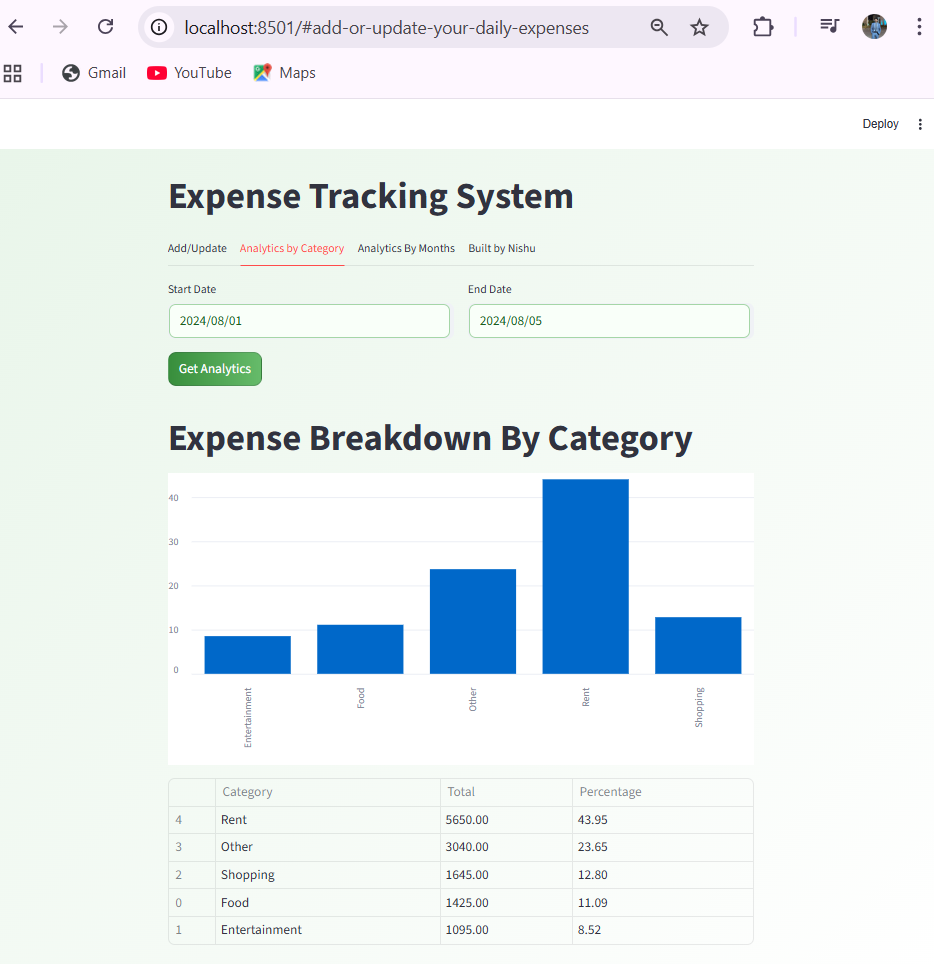 localhost:8501/#add-or-update-your-daily-expenses
Gmail YouTube Maps
Deploy
Expense Tracking System
Add/Update Analytics by Category Analytics By Months Built by Nishu
Start Date End Date
2024/08/01 2024/08/05
Get Analytics
Expense Breakdown By Category
40
30
20
10
0
Entertainment Food Other Rent Shopping
Category Total Percentage
4 Rent 5650.00 43.95
3 Other 3040.00 23.65
2 Shopping 1645.00 12.80
0 Food 1425.00 11.09
1 Entertainment 1095.00 8.52